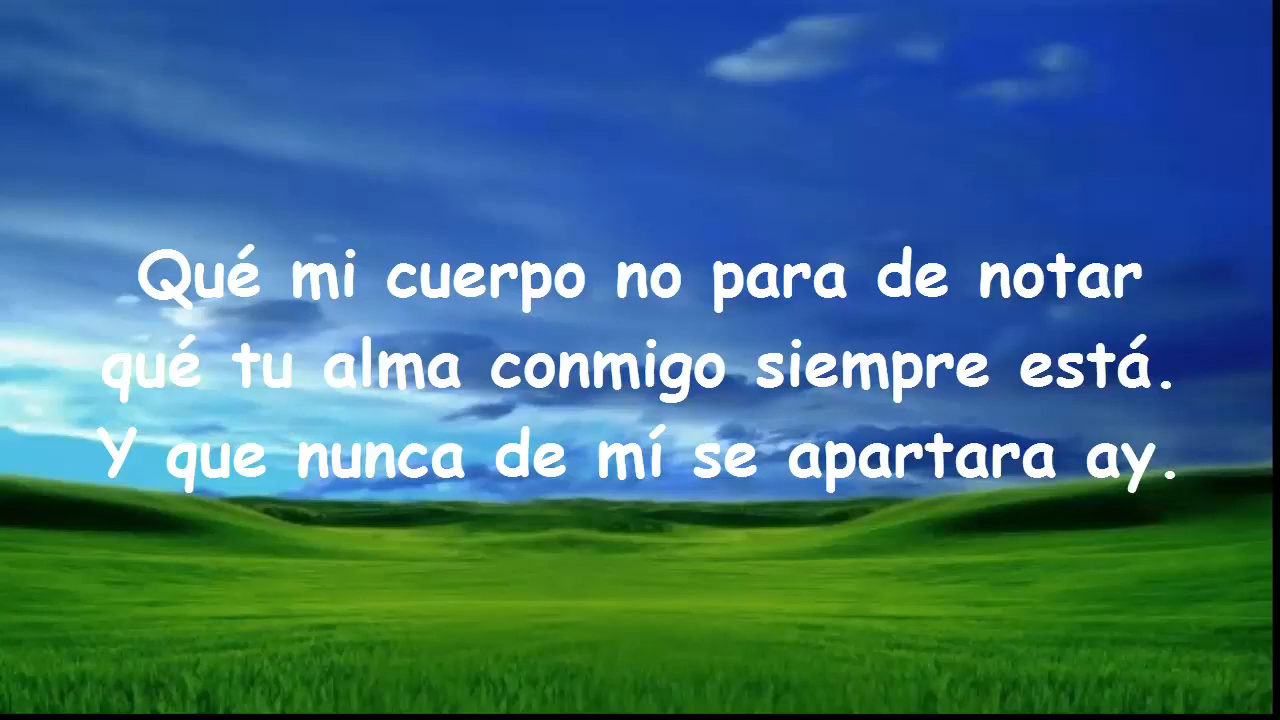 Qué mi cuerpo no para de notar
qué tu alma conmigo siempre está.
Y que nunca de mí se apartara ay.